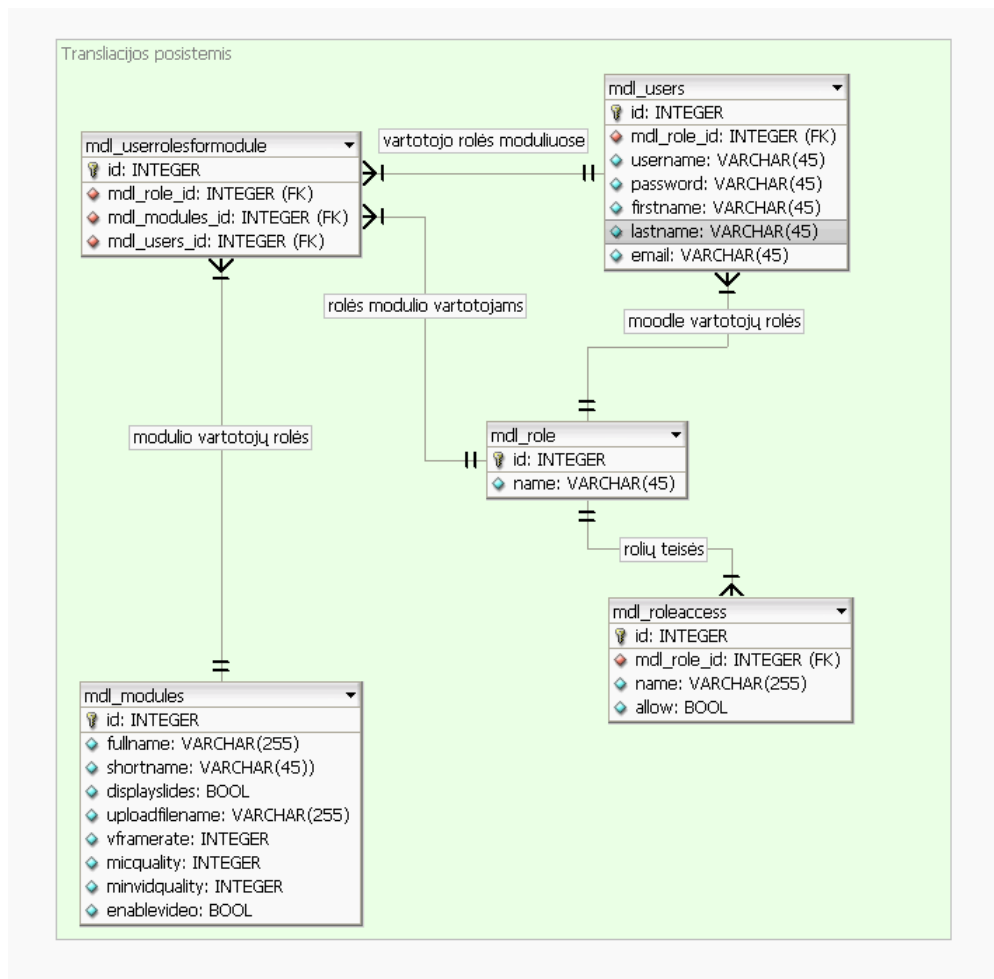 Transliacijos posistemis
mdl_users
id: INTEGER
mdl_role_id: INTEGER (FK)
username: VARCHAR(45)
password: VARCHAR(45)
firstname: VARCHAR(45)
lastname: VARCHAR(45)
email: VARCHAR(45)
vartotojo rolės moduliuose
mdl_userrolesformodule
id: INTEGER
mdl_role_id: INTEGER (FK)
mdl_modules_id: INTEGER (FK)
mdl_users_id: INTEGER (FK)
rolės modulio vartotojams
moodle vartotojų rolės
modulio vartotojų rolės
mdl_role
id: INTEGER
name: VARCHAR(45)
rolių teisės
mdl_roleaccess
id: INTEGER
mdl_role_id: INTEGER (FK)
name: VARCHAR(255)
allow: BOOL
mdl_modules
id: INTEGER
fullname: VARCHAR(255)
shortname: VARCHAR(45))
displayslides: BOOL
uploadfilename: VARCHAR(255)
vframerate: INTEGER
micquality: INTEGER
minvidquality: INTEGER
enablevideo: BOOL